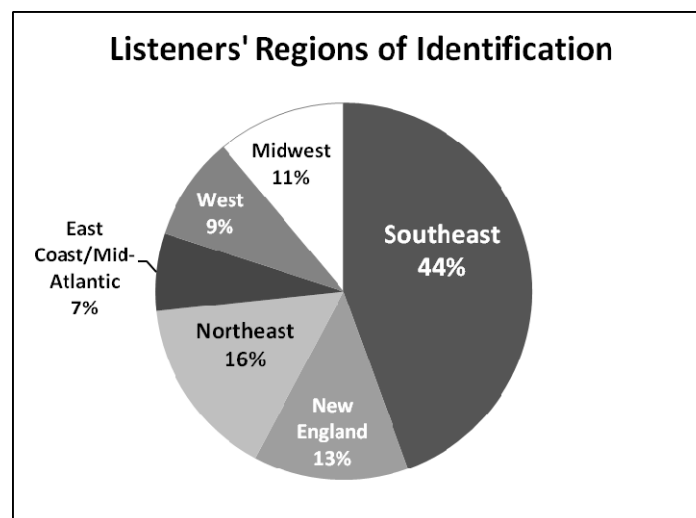 Listeners' Regions of Identification
Midwest
11%
West
9%
East
Coast/Mid-
Atlantic
7%
Southeast
44%
Northeast
16%
New
England
13%